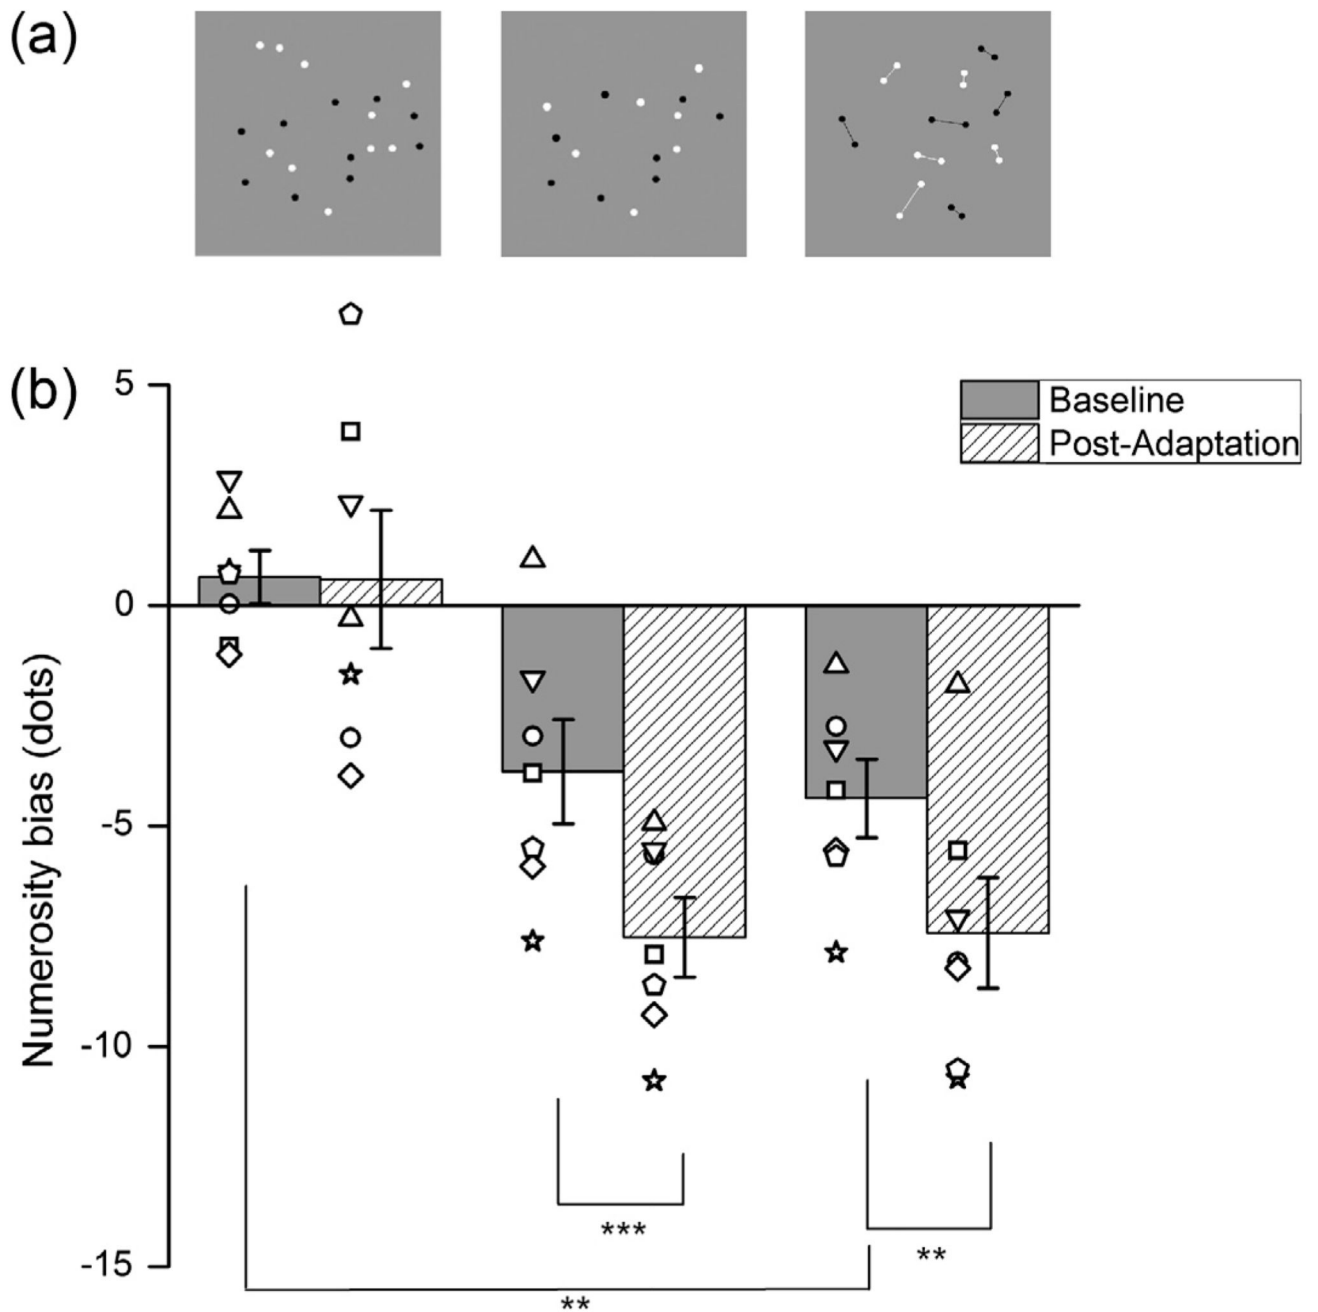 (a)
(b)
5
Baseline
Post-Adaptation
0
Numerosity bias (dots)
-5
-10
***
**
-15
**